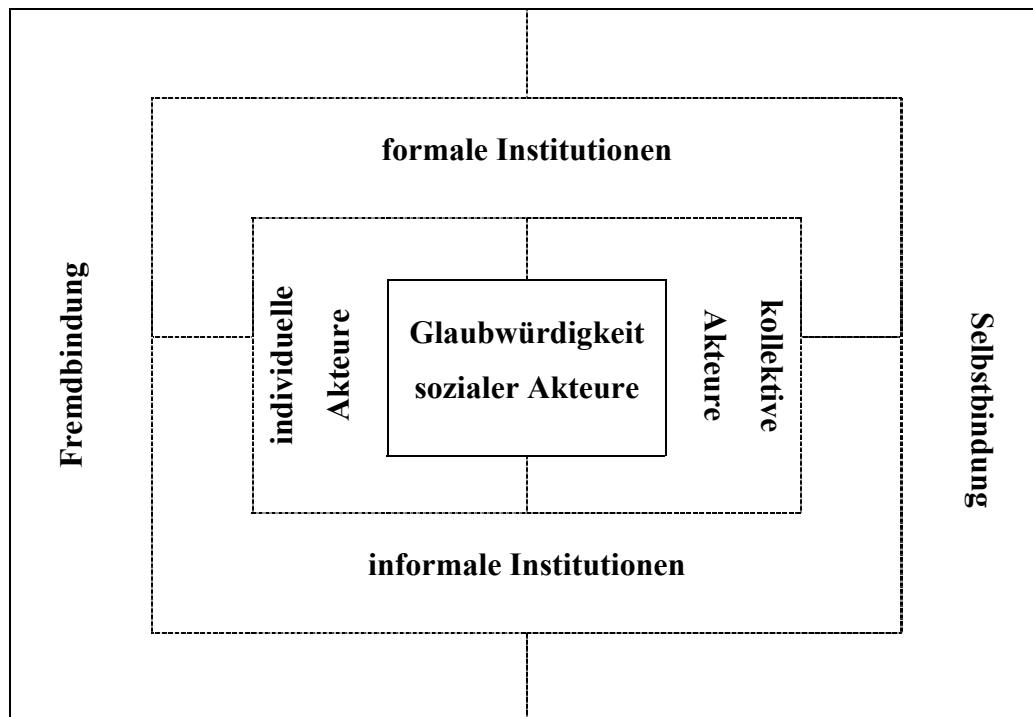 formale Institutionen
Fremdbindung
individuelle
Akteure
Glaubwürdigkeit
sozialer Akteure
Akteure
kollektive
Selbstbindung
informale Institutionen